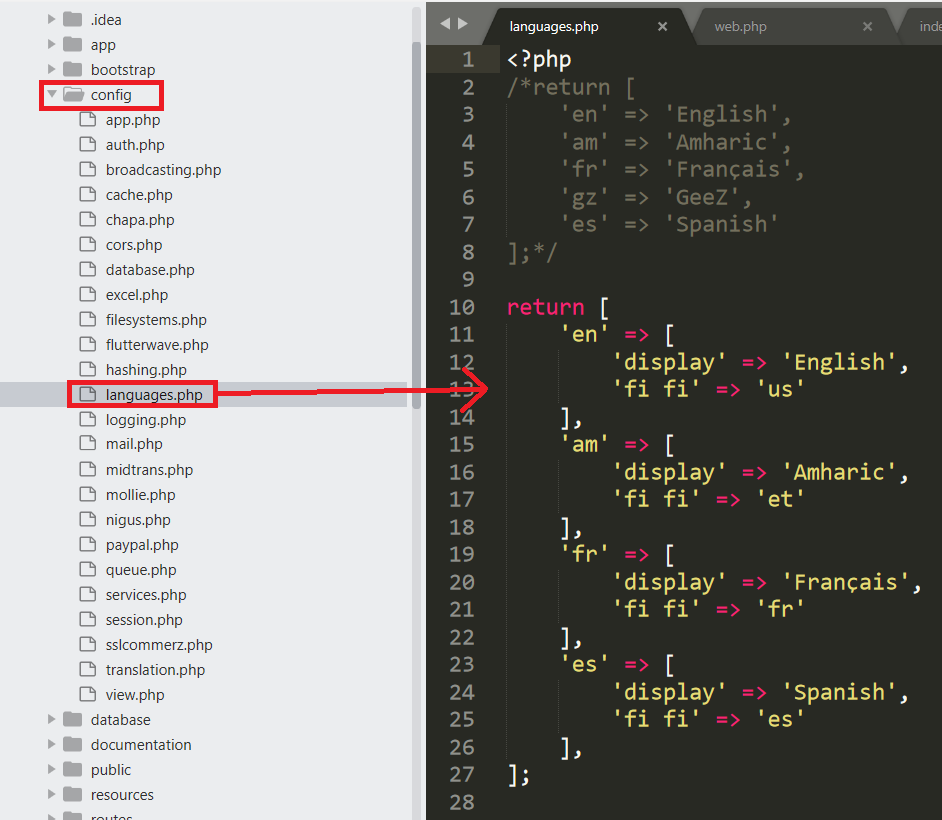 .idea
app
bootstrap
config
app.php
auth.php
broadcasting.php
cache.php
chapa.php
cors.php
database.php
excel.php
filesystems.php
flutterwave.php
hashing.php
languages.php
logging.php
mail.php
midtrans.php
mollie.php
nigus.php
paypal.php
queue.php
services.php
session.php
sslcommerz.php
translation.php
view.php
database
documentation
public
resources
routes
languages.php × web.php × inde
1 <?php
2 /*return [
3 'en' => 'English',
4 'am' => 'Amharic',
5 'fr' => 'Français',
6 'gz' => 'GeeZ',
7 'es' => 'Spanish'
8 ];*/
9
10 return [
11 'en' => [
12 'display' => 'English',
13 'fi fi' => 'us'
14 ],
15 'am' => [
16 'display' => 'Amharic',
17 'fi fi' => 'et'
18 ],
19 'fr' => [
20 'display' => 'Français',
21 'fi fi' => 'fr'
22 ],
23 'es' => [
24 'display' => 'Spanish',
25 'fi fi' => 'es'
26 ],
27 ];
28